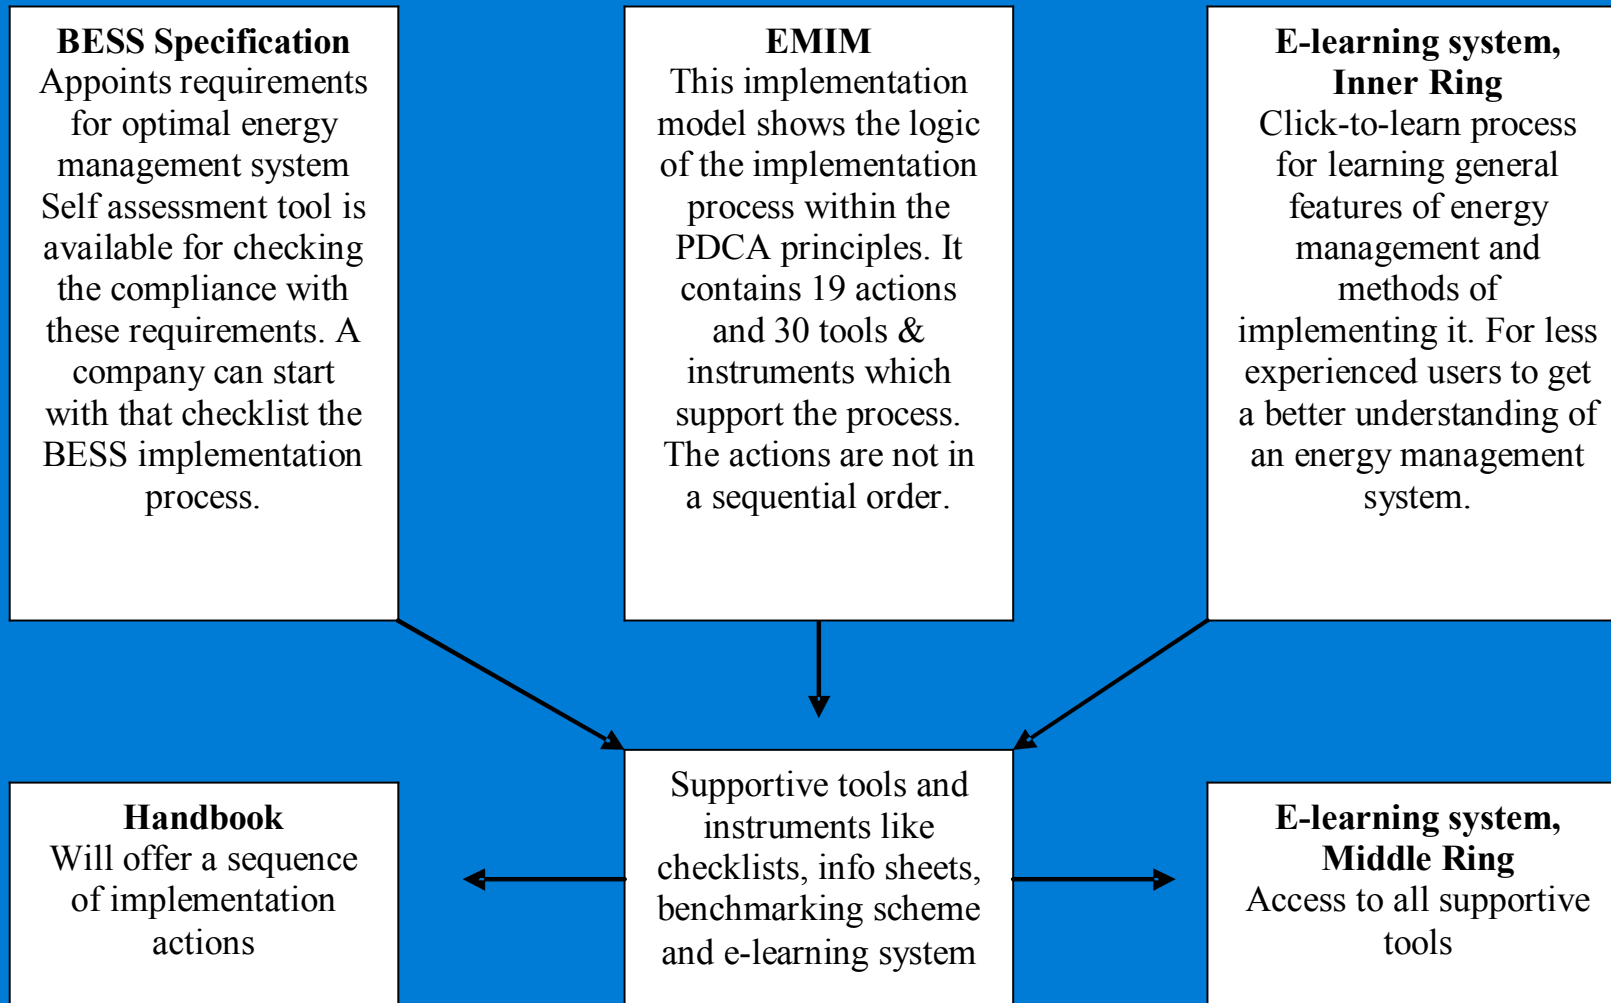 BESS Specification
Appoints requirements
for optimal energy
management system
Self assessment tool is
available for checking
the compliance with
these requirements. A
company can start
with that checklist the
BESS implementation
process.
EMIM
This implementation
model shows the logic
of the implementation
process within the
PDCA principles. It
contains 19 actions
and 30 tools &
instruments which
support the process.
The actions are not in
a sequential order.
E-learning system,
Inner Ring
Click-to-learn process
for learning general
features of energy
management and
methods of
implementing it. For less
experienced users to get
a better understanding of
an energy management
system.
Handbook
Will offer a sequence
of implementation
actions
Supportive tools and
instruments like
checklists, info sheets,
benchmarking scheme
and e-learning system
E-learning system,
Middle Ring
Access to all supportive
tools